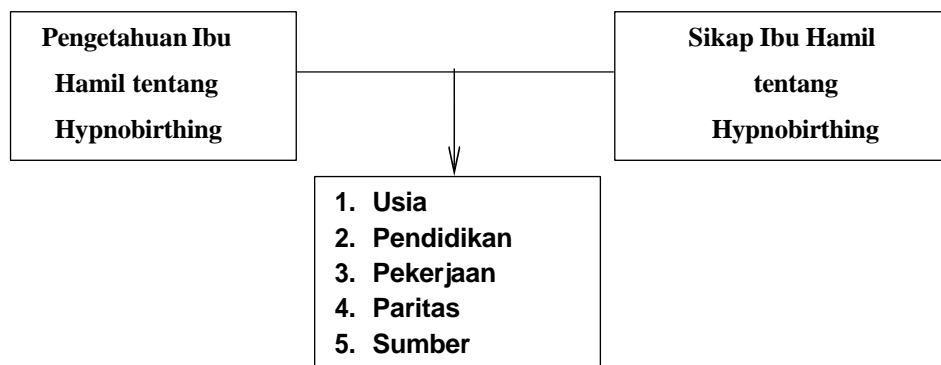 Pengetahuan Ibu
Hamil tentang
Hypnobirthing
Sikap Ibu Hamil
tentang
Hypnobirthing
1. Usia
2. Pendidikan
3. Pekerjaan
4. Paritas
5. Sumber